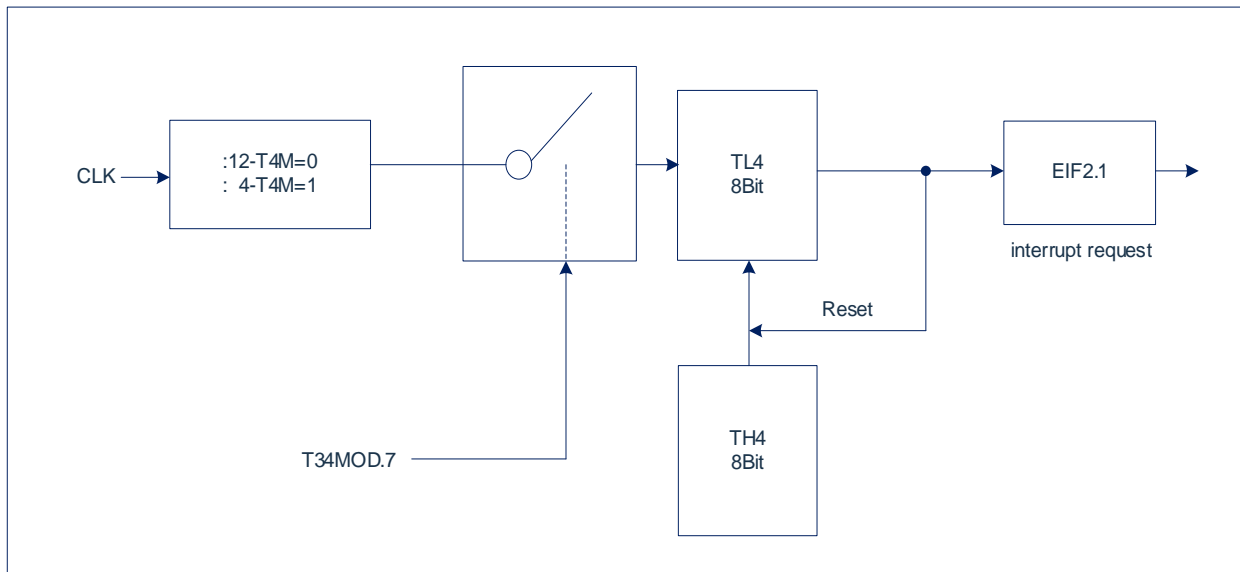 CLK
:12-T4M=0
: 4-T4M=1
TL4
8Bit
EIF2.1
interrupt request
Reset
TH4
8Bit
T34MOD.7